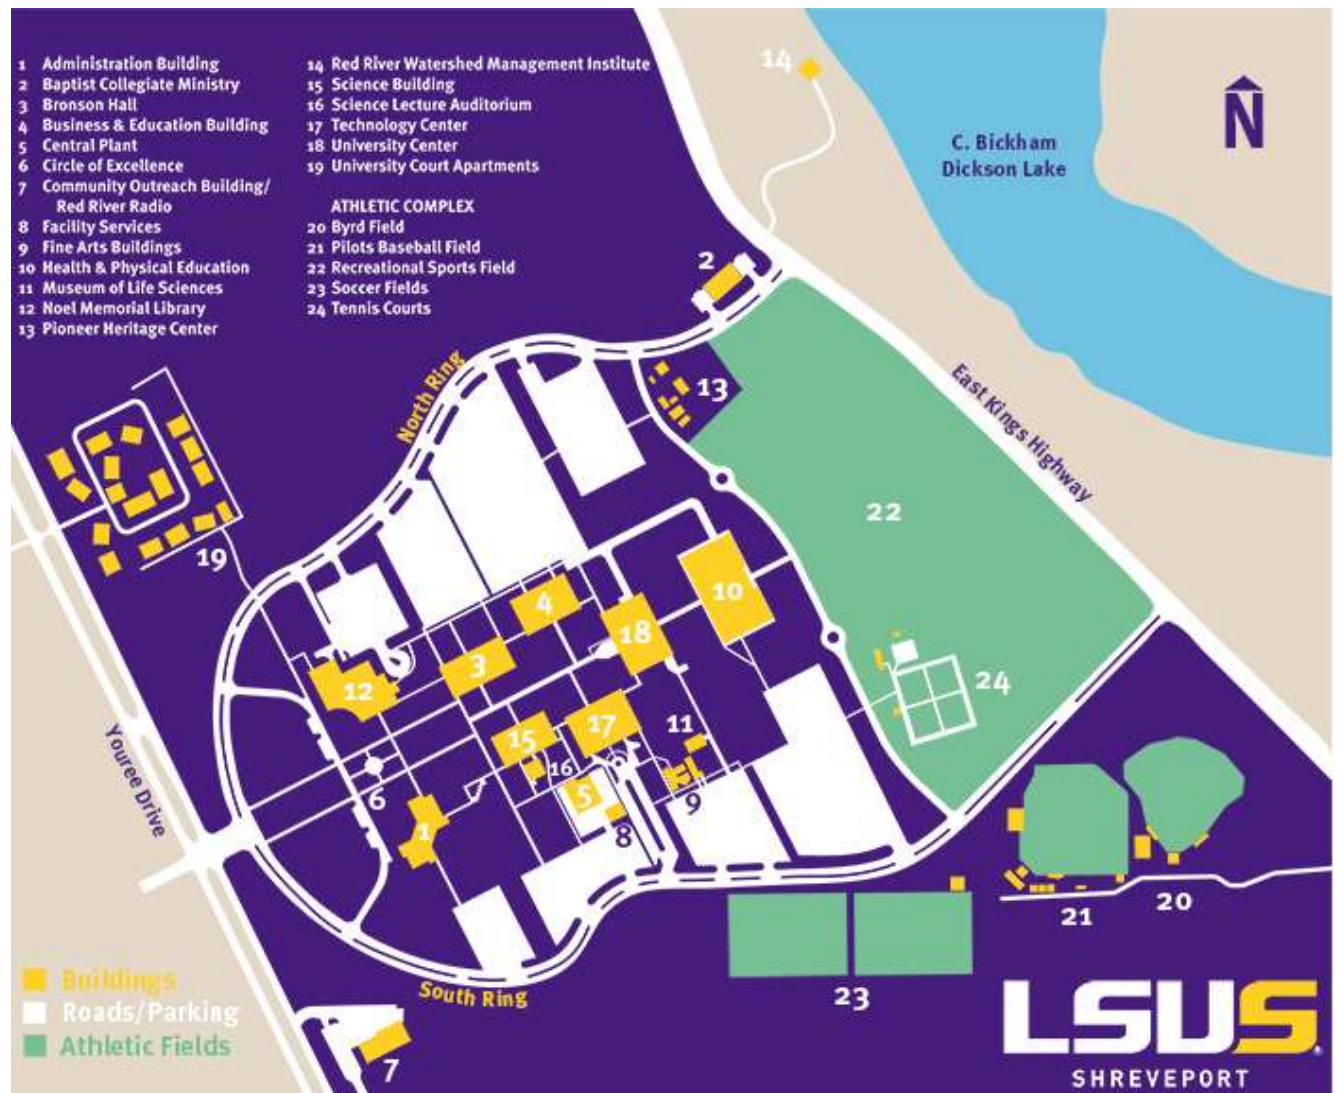 1 Administration Building
2 Baptist Collegiate Ministry
3 Bronson Hall
4 Business & Education Building
5 Central Plant
6 Circle of Excellence
7 Community Outreach Building/
Red River Radio
8 Facility Services
9 Fine Arts Buildings
10 Health & Physical Education
11 Museum of Life Sciences
12 Noel Memorial Library
13 Pioneer Heritage Center
14 Red River Watershed Management Institute
15 Science Building
16 Science Lecture Auditorium
17 Technology Center
18 University Center
19 University Court Apartments
ATHLETIC COMPLEX
20 Byrd Field
21 Pilots Baseball Field
22 Recreational Sports Field
23 Soccer Fields
24 Tennis Courts
14
N
C. Bickham
Dickson Lake
2
North Ring
13
East Kings Highway
22
19
10
4
18
3
12
24
11
17
15
16
Youree Drive
6
5
9
1
8
21
20
23
South Ring
7
Buildings
Roads/Parking
Athletic Fields
LSUS
SHREVEPORT